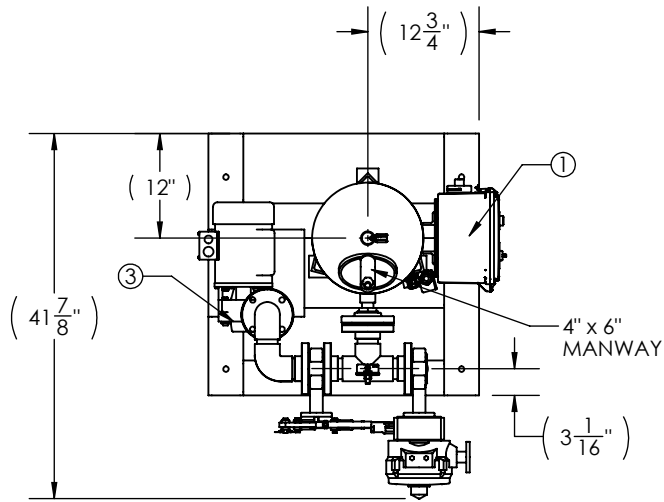 ( 12 3/4" )
( 12" )
1
3
( 41 7/8" )
4" x 6"
MANWAY
( 3 1/16" )